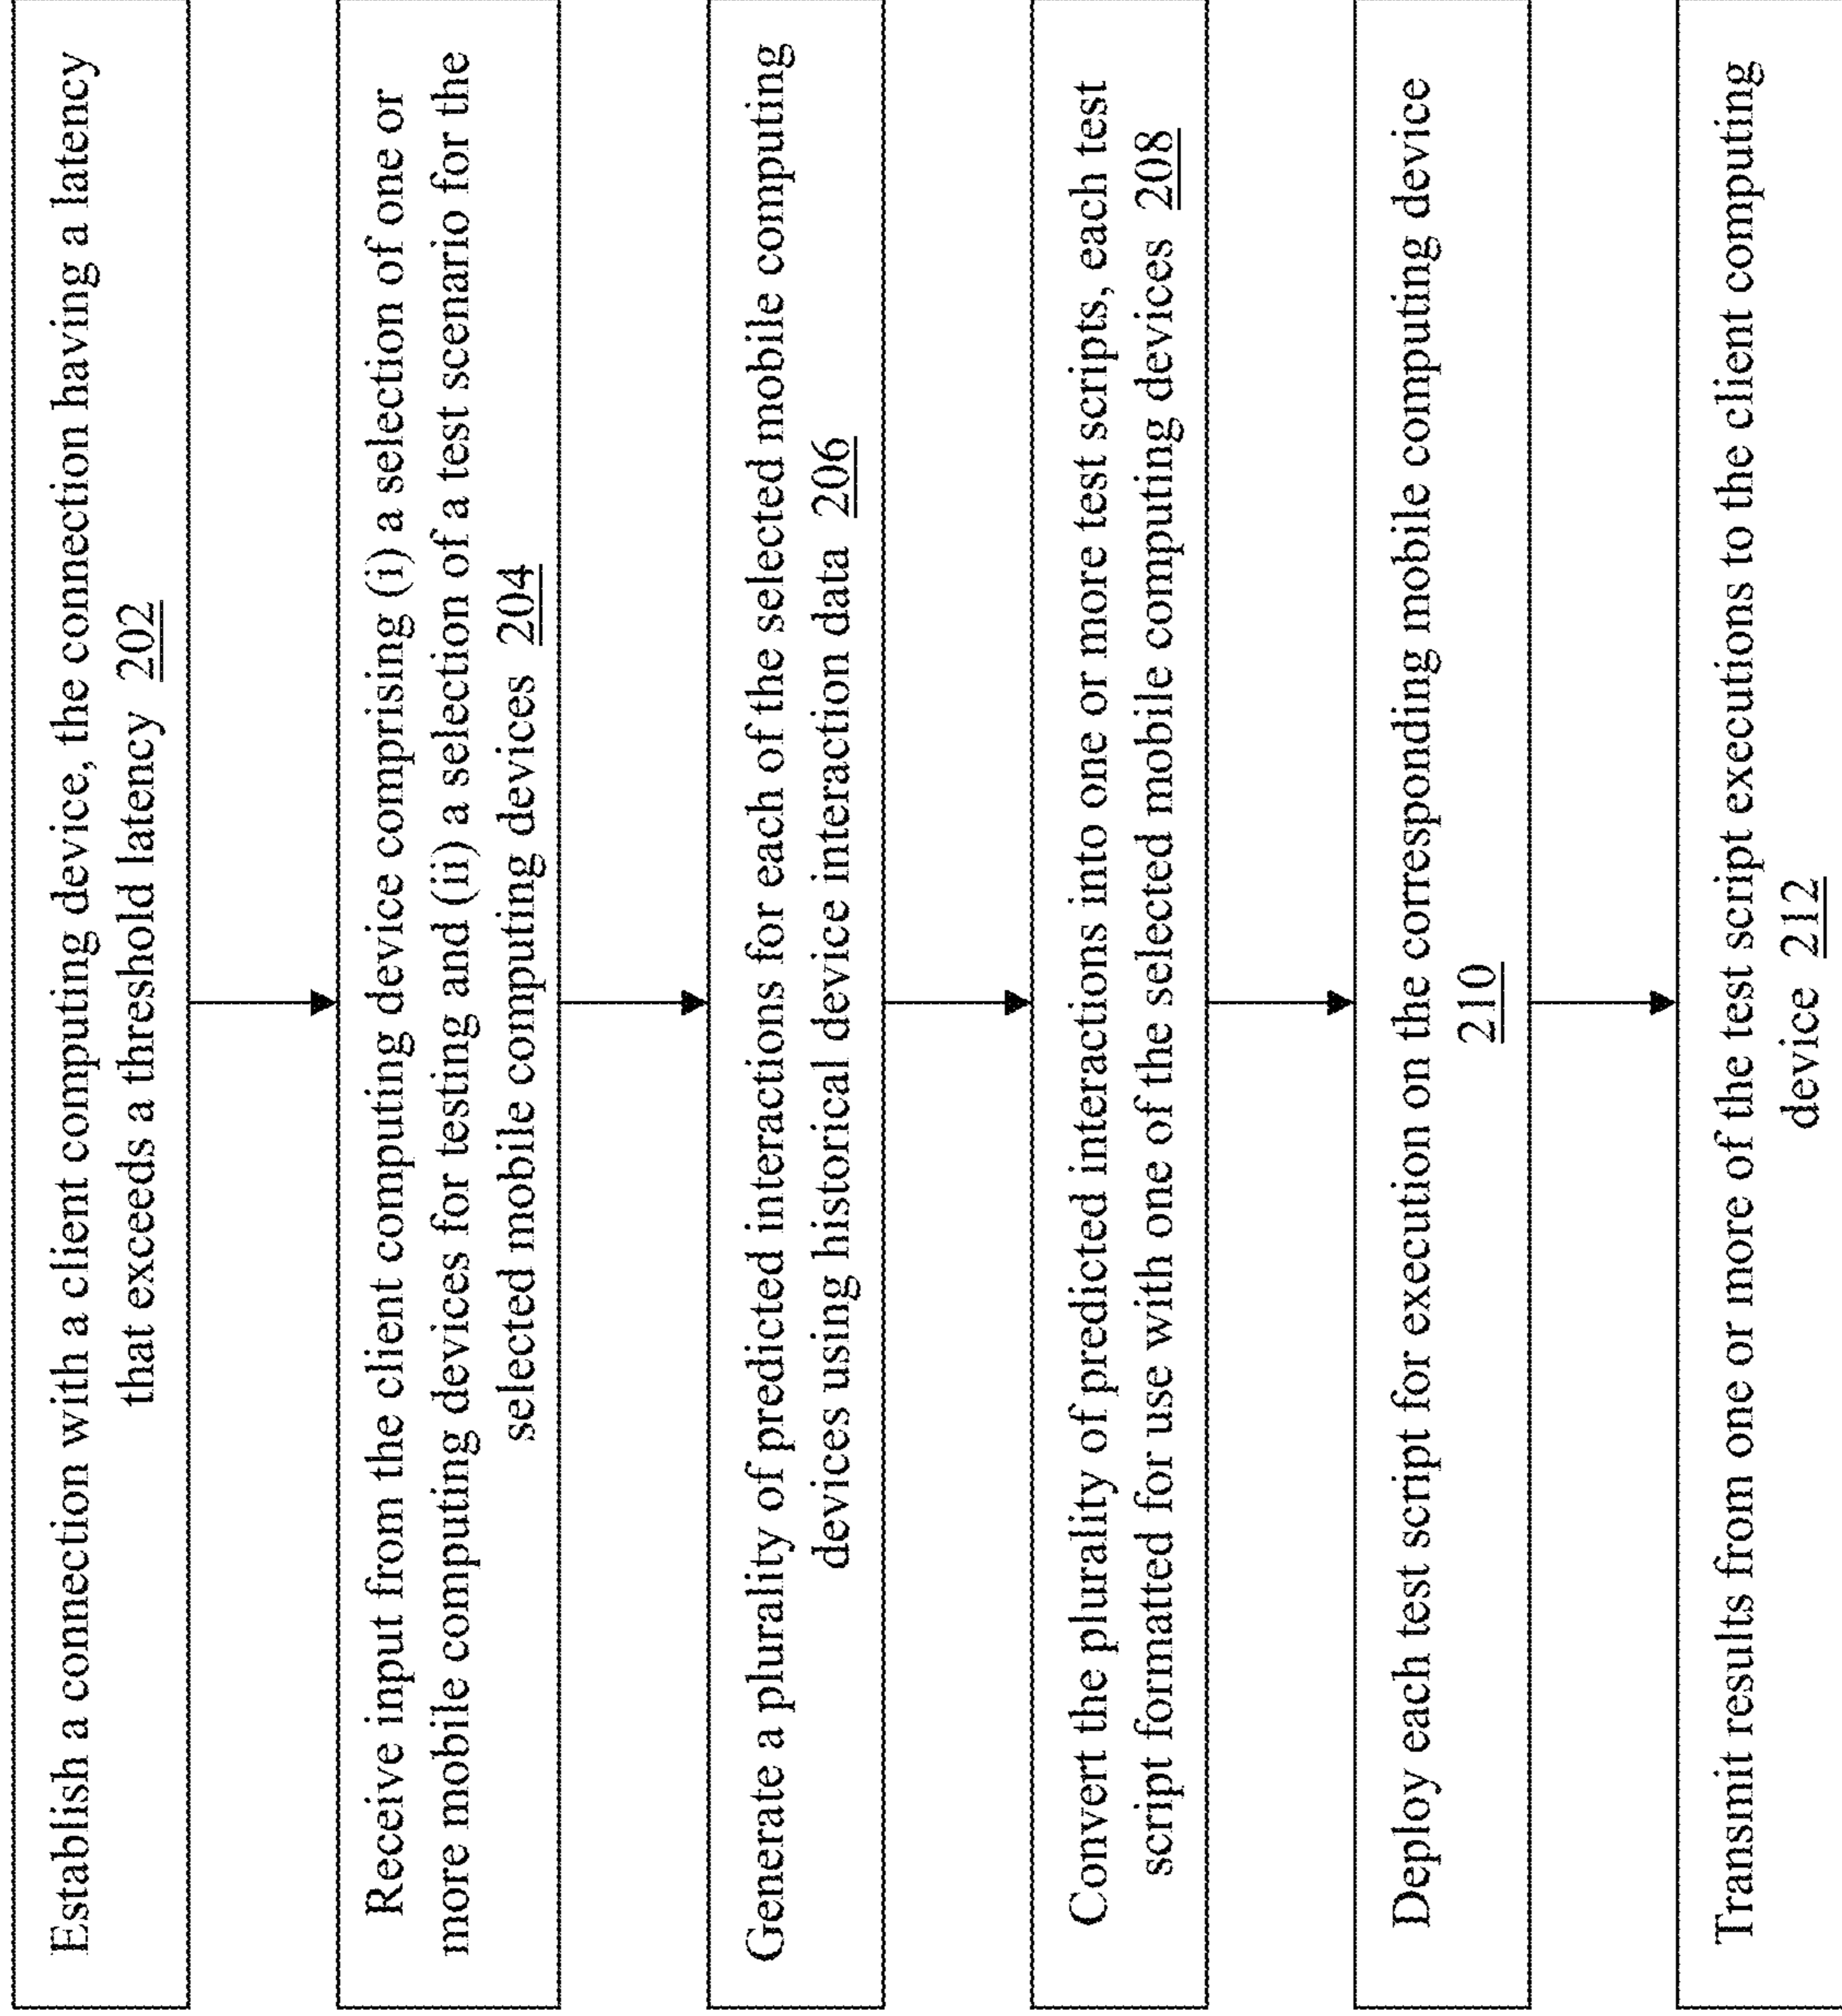 Establish a connection with a client computing device, the connection having a latency
that exceeds a threshold latency 202
Receive input from the client computing device comprising (i) a selection of one or
more mobile computing devices for testing and (ii) a selection of a test scenario for the
selected mobile computing devices 204
Generate a plurality of predicted interactions for each of the selected mobile computing
devices using historical device interaction data 206
Convert the plurality of predicted interactions into one or more test scripts, each test
script formatted for use with one of the selected mobile computing devices 208
Deploy each test script for execution on the corresponding mobile computing device
210
Transmit results from one or more of the test script executions to the client computing
device 212